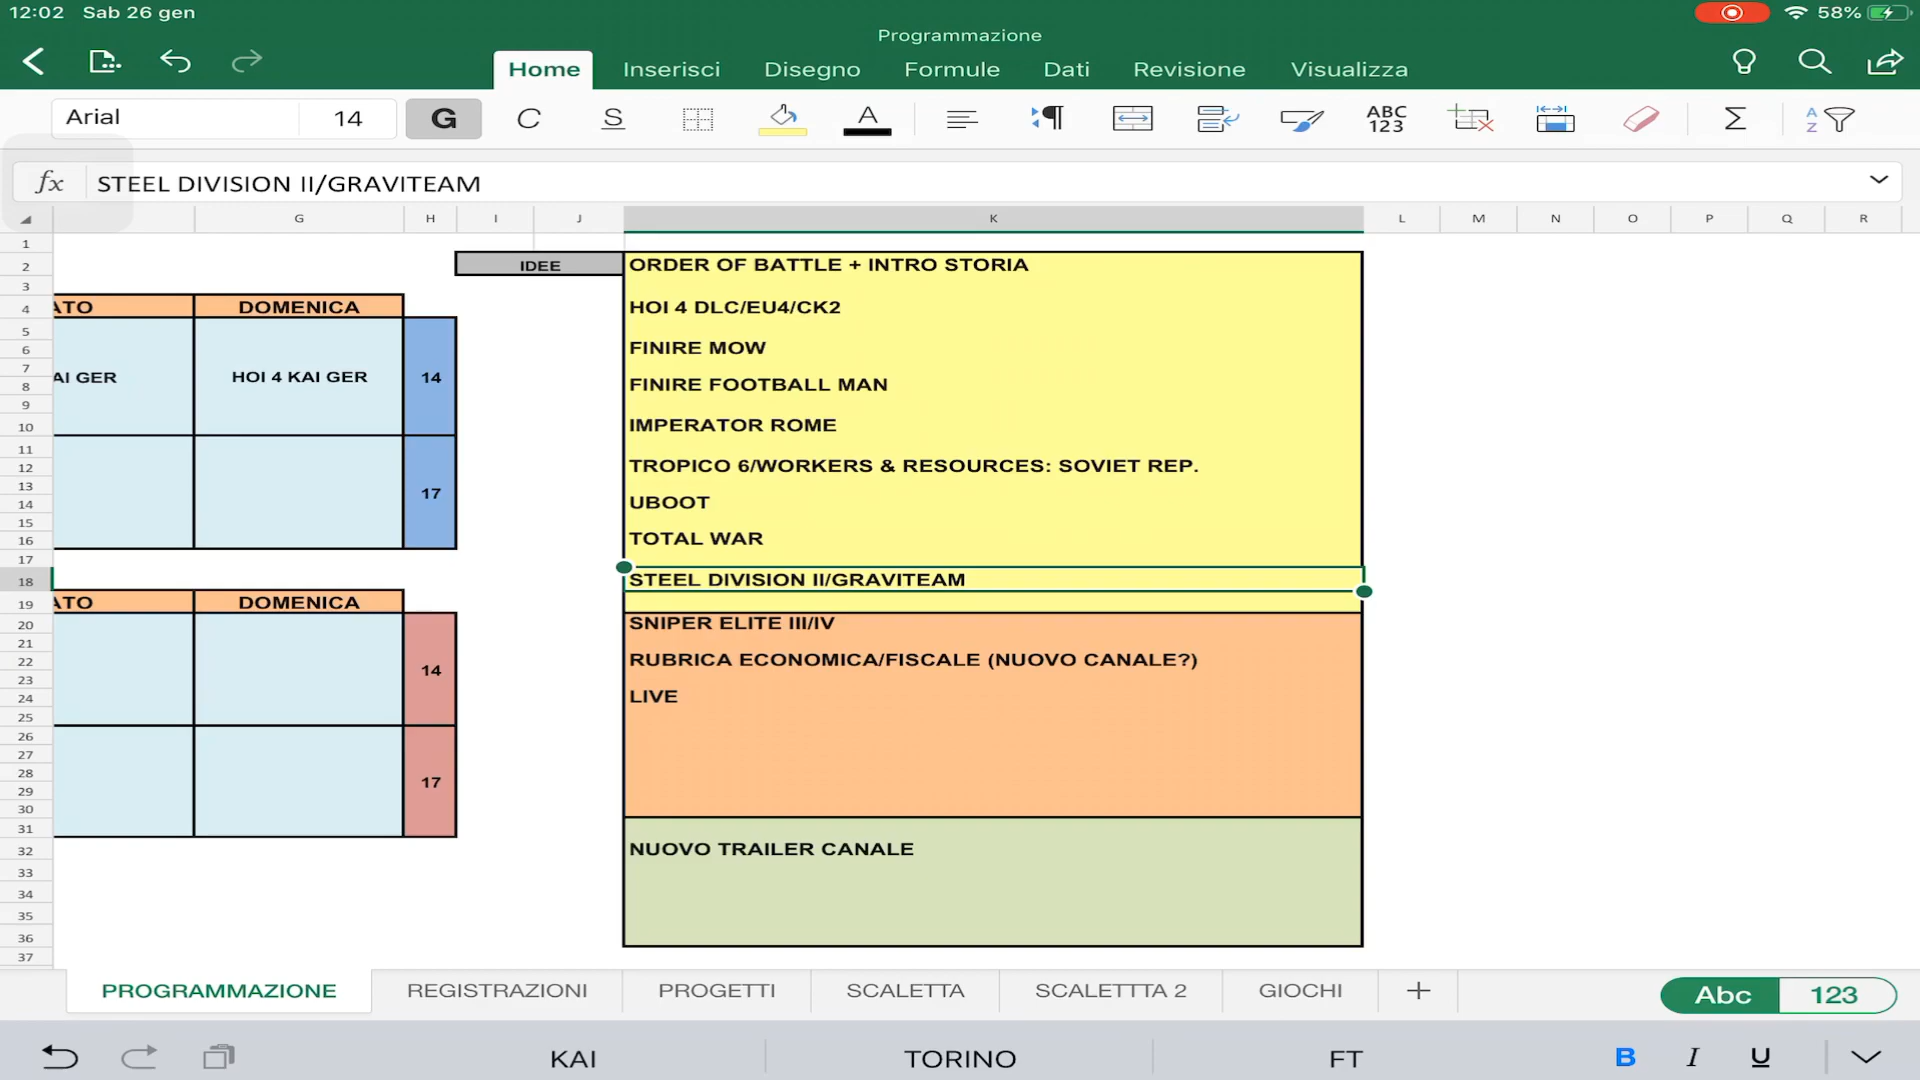 12:02 Sab 26 gen
58%
Programmazione
Home Inserisci Disegno Formule Dati Revisione Visualizza
Arial 14 G C S A ABC 123 Σ A Z
fx STEEL DIVISION II/GRAVITEAM
G H I J K L M N O P Q R
1
2 IDEE ORDER OF BATTLE + INTRO STORIA
3
4 ATO DOMENICA HOI 4 DLC/EU4/CK2
5
6 FINIRE MOW
7 AI GER HOI 4 KAI GER 14
8 FINIRE FOOTBALL MAN
9
10 IMPERATOR ROME
11
12 TROPICO 6/WORKERS & RESOURCES: SOVIET REP.
13 17
14 UBOOT
15
16 TOTAL WAR
17
18 STEEL DIVISION II/GRAVITEAM
19 ATO DOMENICA
20 SNIPER ELITE III/IV
21
22 14 RUBRICA ECONOMICA/FISCALE (NUOVO CANALE?)
23
24 LIVE
25
26
27
28 17
29
30
31
32 NUOVO TRAILER CANALE
33
34
35
36
37
PROGRAMMAZIONE REGISTRAZIONI PROGETTI SCALETTA SCALETTTA 2 GIOCHI + Abc 123
KAI TORINO FT B I U